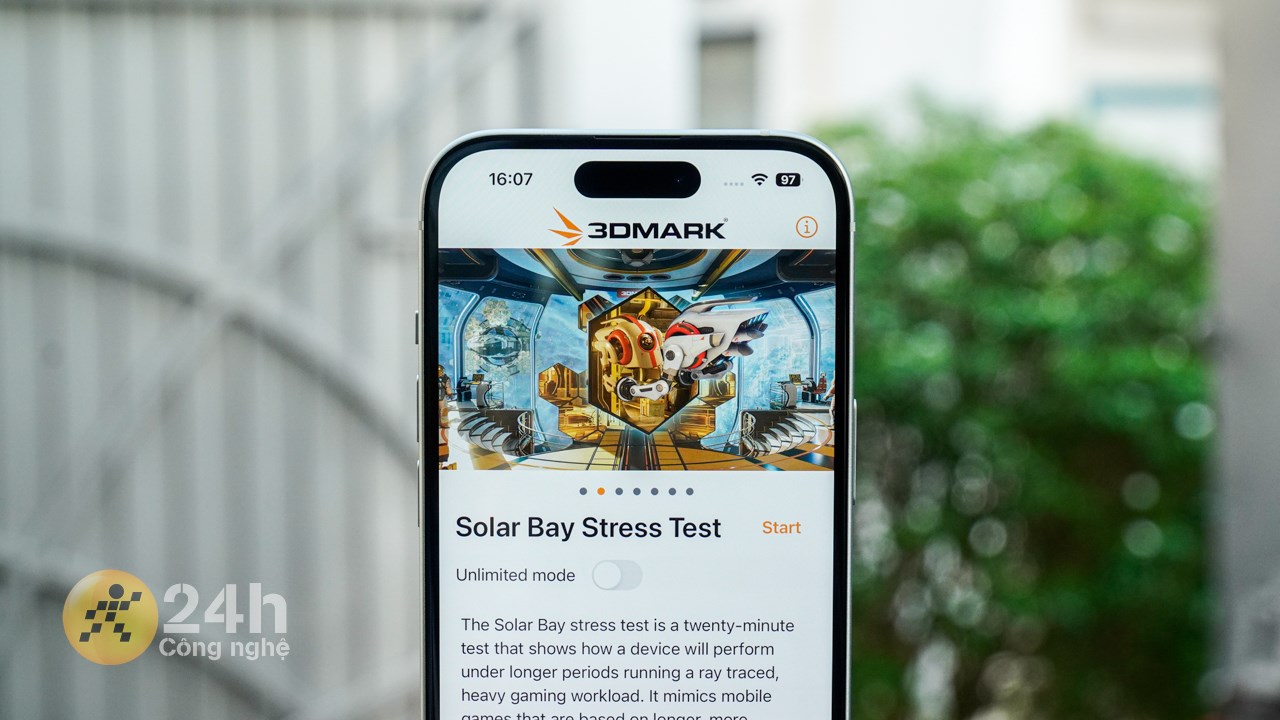 16:07
97
3DMARK®
Solar Bay Stress Test
Start
Unlimited mode
The Solar Bay stress test is a twenty-minute
test that shows how a device will perform
under longer periods running a ray traced,
heavy gaming workload. It mimics mobile
games that are based on longer, more
24h
Công nghệ